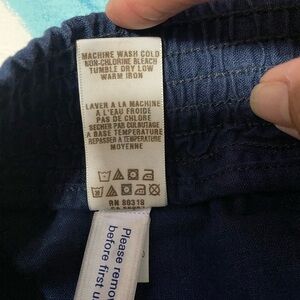 MACHINE WASH COLD
NON-CHLORINE BLEACH
TUMBLE DRY LOW
WARM IRON
LAVER A LA MACHINE
A L'EAU FROIDE
PAS DE CHLORE
SECHER PAR CULBUTAGE
A BASSE TEMPERATURE
REPASSER A TEMPERATURE
MOYENNE
RN 80318
Please remo
before first u